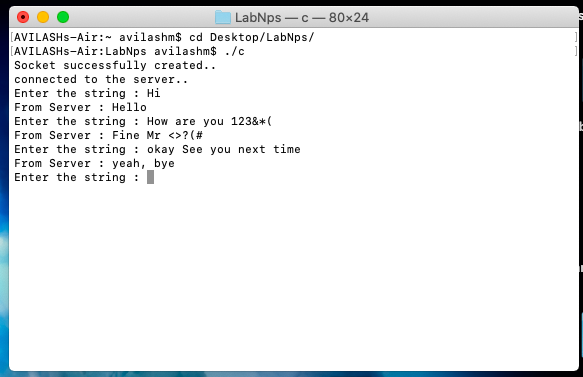 LabNps — c — 80×24
[AVILASHs-Air:~ avilashm$ cd Desktop/LabNps/ ]
[AVILASHs-Air:LabNps avilashm$ ./c ]
Socket successfully created..
connected to the server..
Enter the string : Hi
From Server : Hello
Enter the string : How are you 123&*(
From Server : Fine Mr <>?(#
Enter the string : okay See you next time
From Server : yeah, bye
Enter the string :